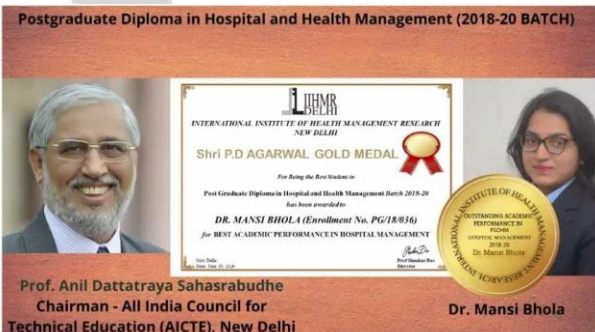 Postgraduate Diploma in Hospital and Health Management (2018-20 BATCH)
IIHMR
DELHI
INTERNATIONAL INSTITUTE OF HEALTH MANAGEMENT RESEARCH
NEW DELHI
Shri P.D AGARWAL GOLD MEDAL
For Being the Best Student in
Post Graduate Diploma in Hospital and Health Management Batch 2018-20
has been awarded to
DR. MANSI BHOLA (Enrollment No. PG/18/036)
for BEST ACADEMIC PERFORMANCE IN HOSPITAL MANAGEMENT
New Delhi
Director
INTERNATIONAL INSTITUTE OF HEALTH MANAGEMENT RESEARCH
OUTSTANDING ACADEMIC
PERFORMANCE IN
PGDHM
HOSPITAL MANAGEMENT
2018-20
Dr. Mansi Bhola
Prof. Anil Dattatraya Sahasrabudhe
Chairman - All India Council for
Technical Education (AICTE), New Delhi
Dr. Mansi Bhola